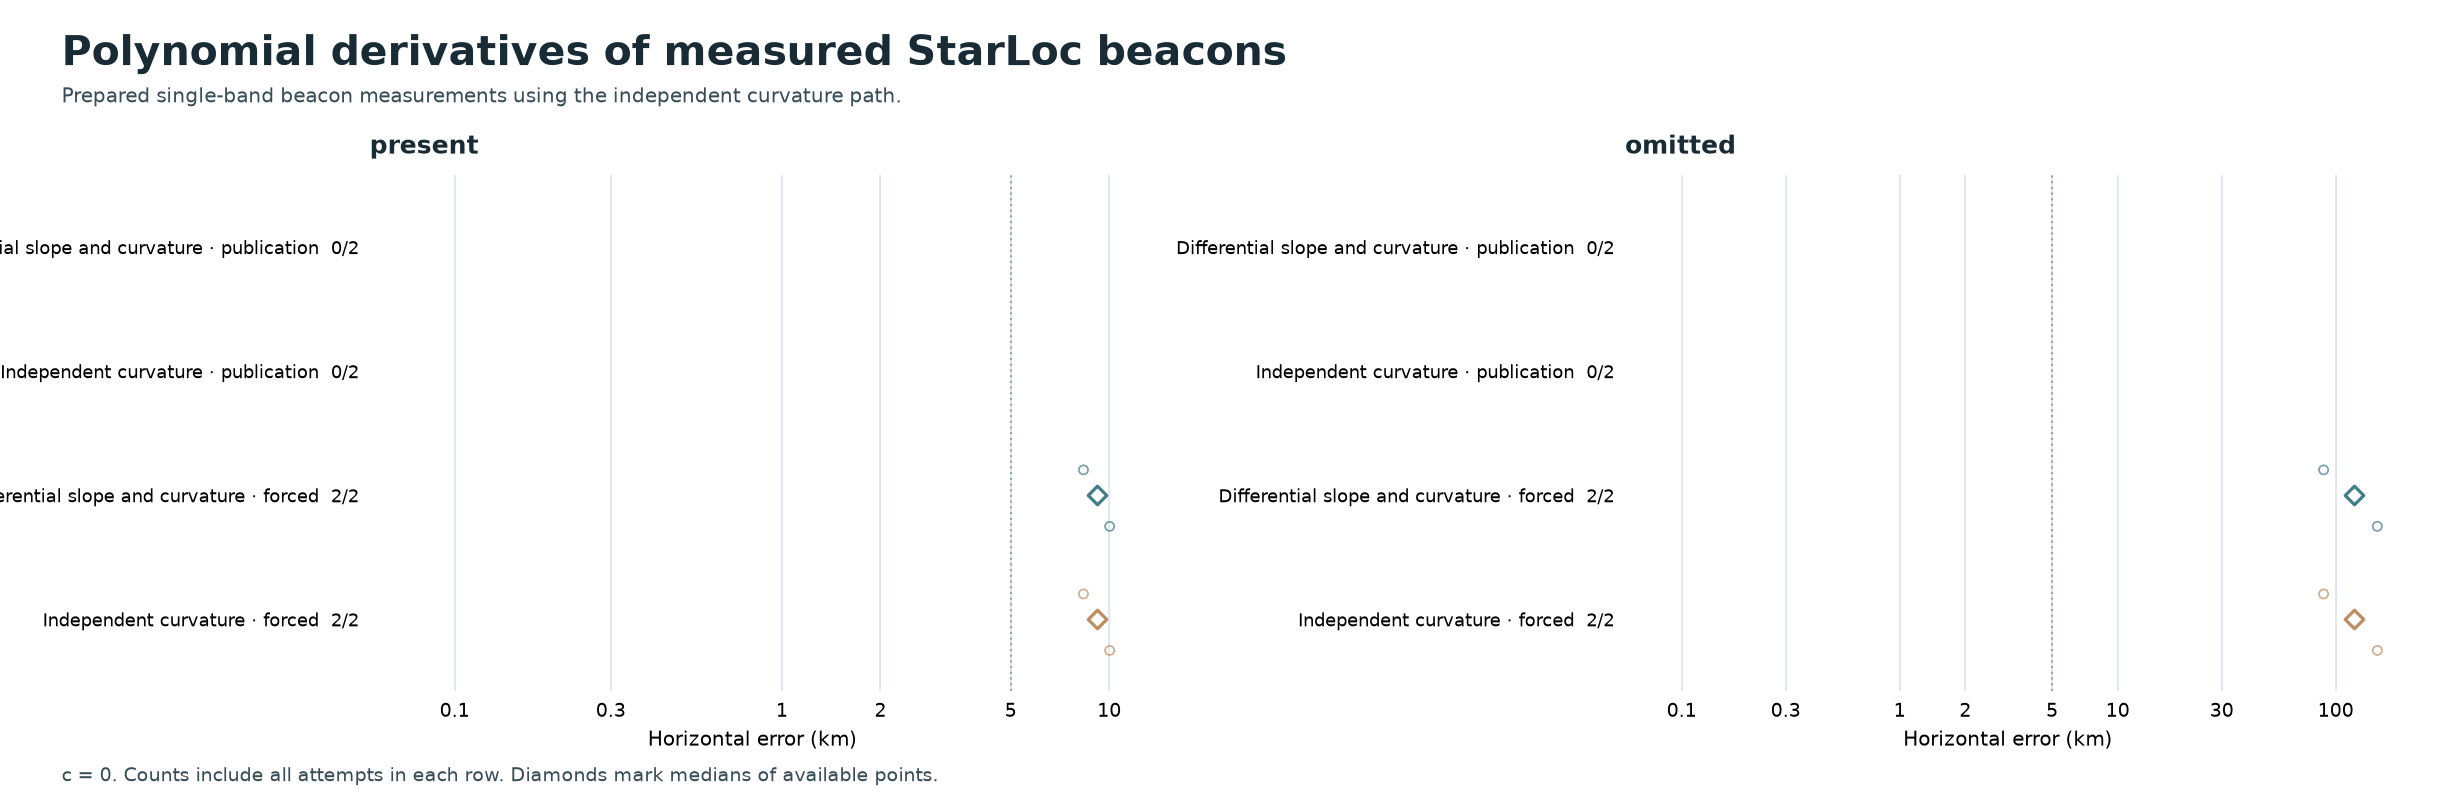 Polynomial derivatives of measured StarLoc beacons
Prepared single-band beacon measurements using the independent curvature path.
present
ial slope and curvature · publication 0/2
Independent curvature · publication 0/2
erential slope and curvature · forced 2/2
Independent curvature · forced 2/2
0.1 0.3 1 2 5 10
Horizontal error (km)
omitted
Differential slope and curvature · publication 0/2
Independent curvature · publication 0/2
Differential slope and curvature · forced 2/2
Independent curvature · forced 2/2
0.1 0.3 1 2 5 10 30 100
Horizontal error (km)
c = 0. Counts include all attempts in each row. Diamonds mark medians of available points.